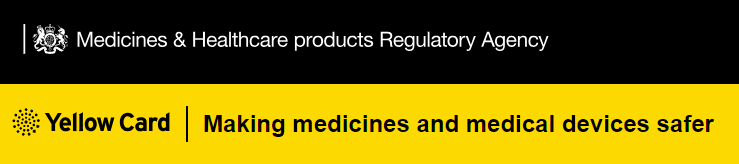 Medicines & Healthcare products Regulatory Agency
Yellow Card
Making medicines and medical devices safer